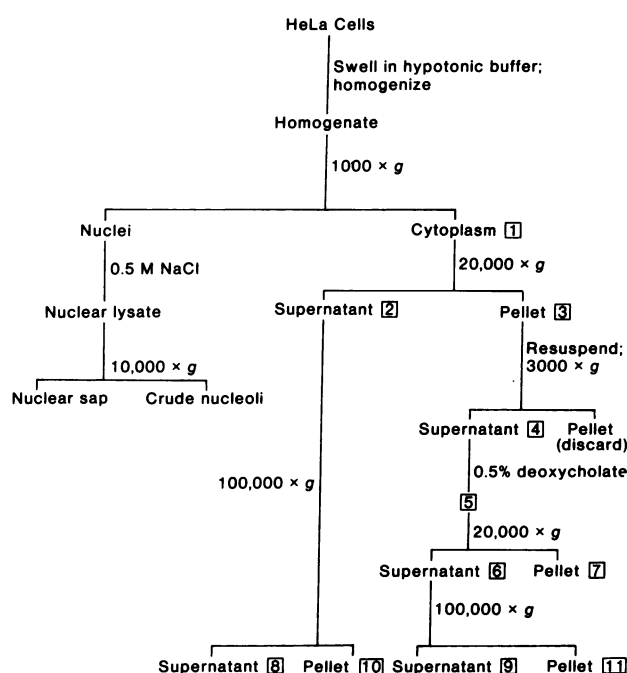 HeLa Cells
Swell in hypotonic buffer;
homogenize
Homogenate
1000 × g
Nuclei
Cytoplasm 1
0.5 M NaCl
20,000 × g
Nuclear lysate
Supernatant 2
Pellet 3
10,000 × g
Resuspend;
3000 × g
Nuclear sap
Crude nucleoli
Supernatant 4
Pellet
(discard)
100,000 × g
0.5% deoxycholate
5
20,000 × g
Supernatant 6
Pellet 7
100,000 × g
Supernatant 8
Pellet 10
Supernatant 9
Pellet 11